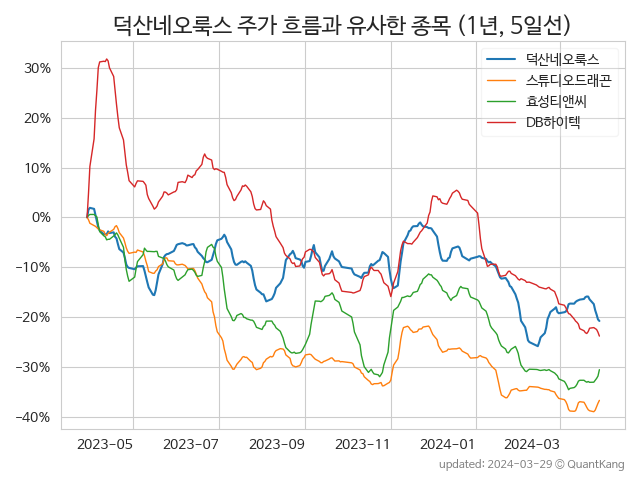 덕산네오룩스 주가 흐름과 유사한 종목 (1년, 5일선)
덕산네오룩스
스튜디오드래곤
효성티앤씨
DB하이텍
30%
20%
10%
0%
−10%
−20%
−30%
−40%
2023-05 2023-07 2023-09 2023-11 2024-01 2024-03
updated: 2024-03-29 © QuantKang